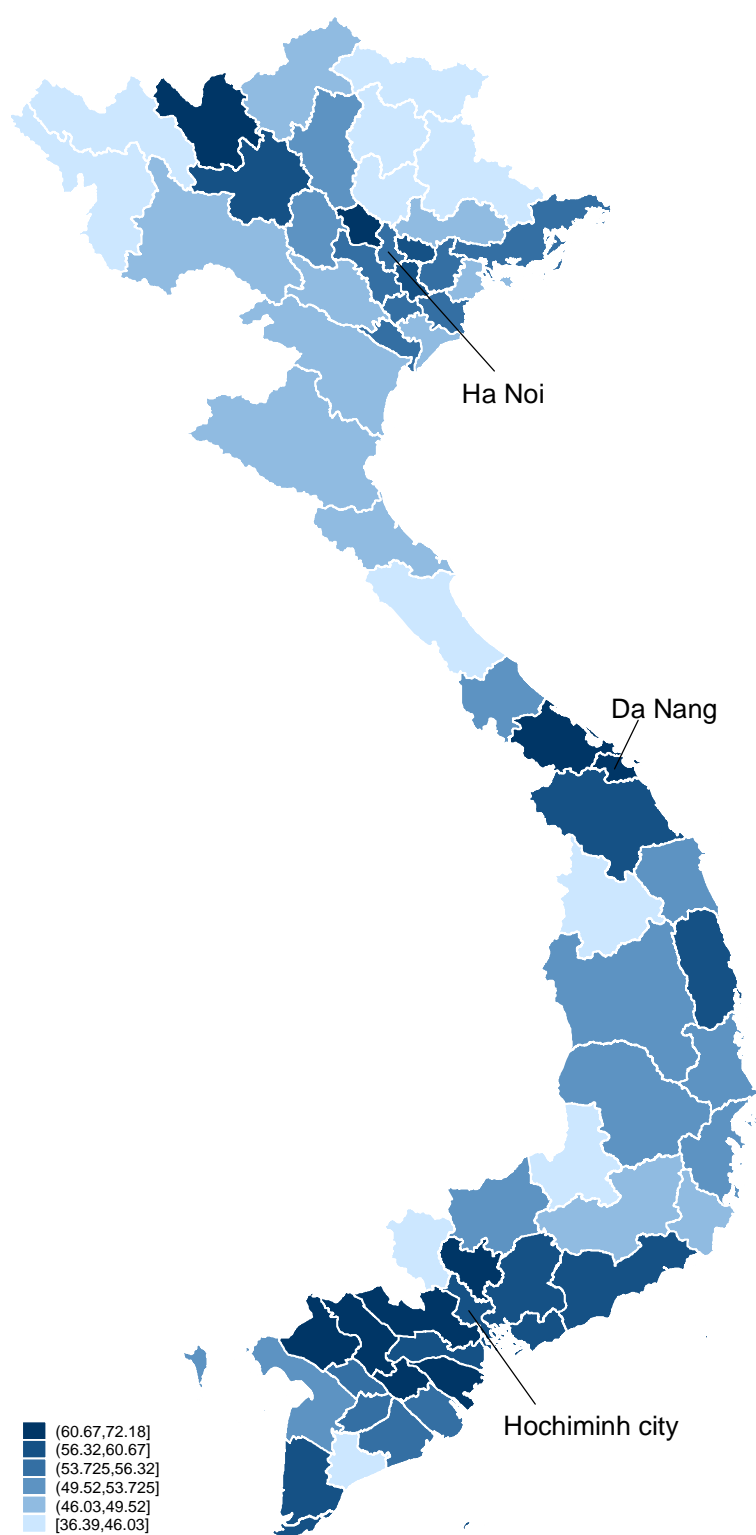 Ha Noi
Da Nang
Hochiminh city
(60.67,72.18]
(56.32,60.67]
(53.725,56.32]
(49.52,53.725]
(46.03,49.52]
[36.39,46.03]